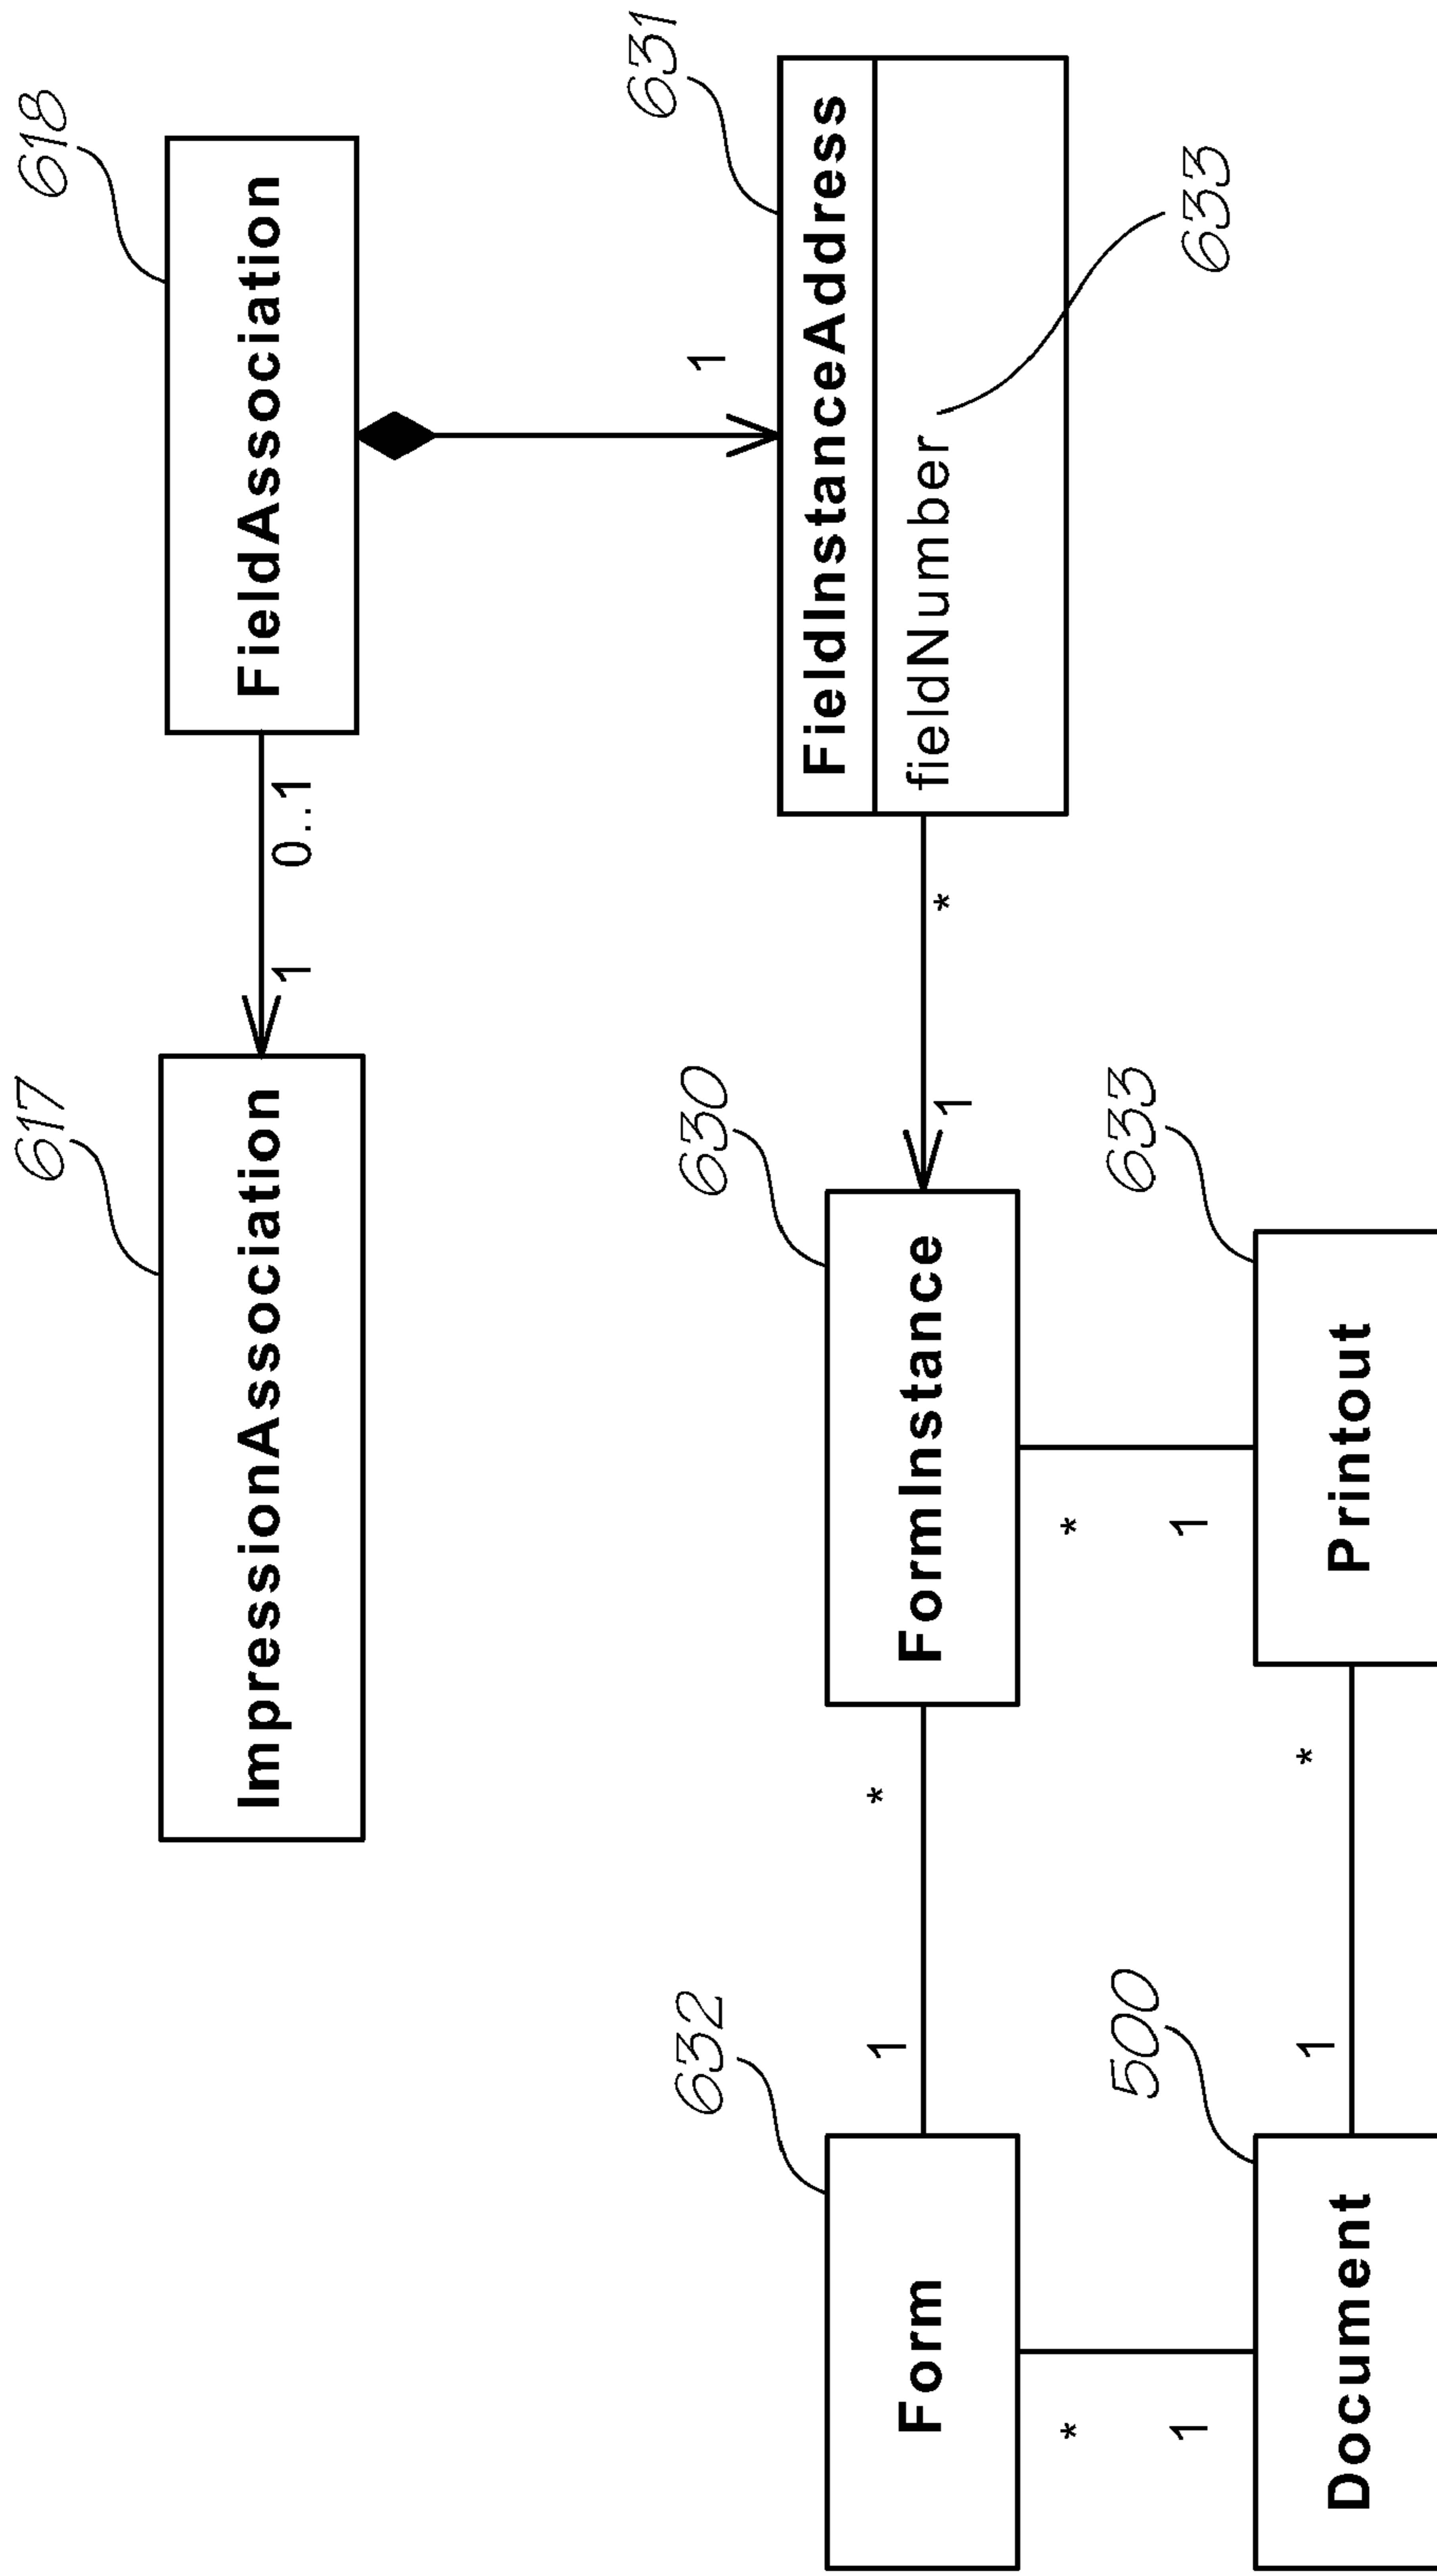 617
618
ImpressionAssociation
FieldAssociation
1
0..1
1
632
630
631
Form
FormInstance
FieldInstanceAddress
fieldNumber
1
*
1
*
*
1
*
1
633
500
633
Document
Printout
1
*